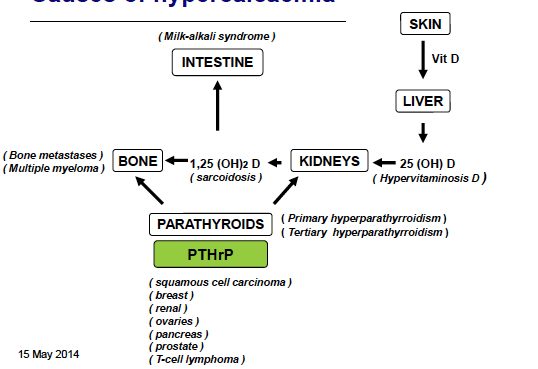 SKIN
( Milk-alkali syndrome )
INTESTINE
Vit D
LIVER
( Bone metastases )
( Multiple myeloma )
BONE
1,25 (OH)2 D
( sarcoidosis )
KIDNEYS
25 (OH) D
( Hypervitaminosis D )
PARATHYROIDS
( Primary hyperparathyrroidism )
( Tertiary hyperparathyrroidism )
PTHrP
( squamous cell carcinoma )
( breast )
( renal )
( ovaries )
( pancreas )
( prostate )
( T-cell lymphoma )
15 May 2014